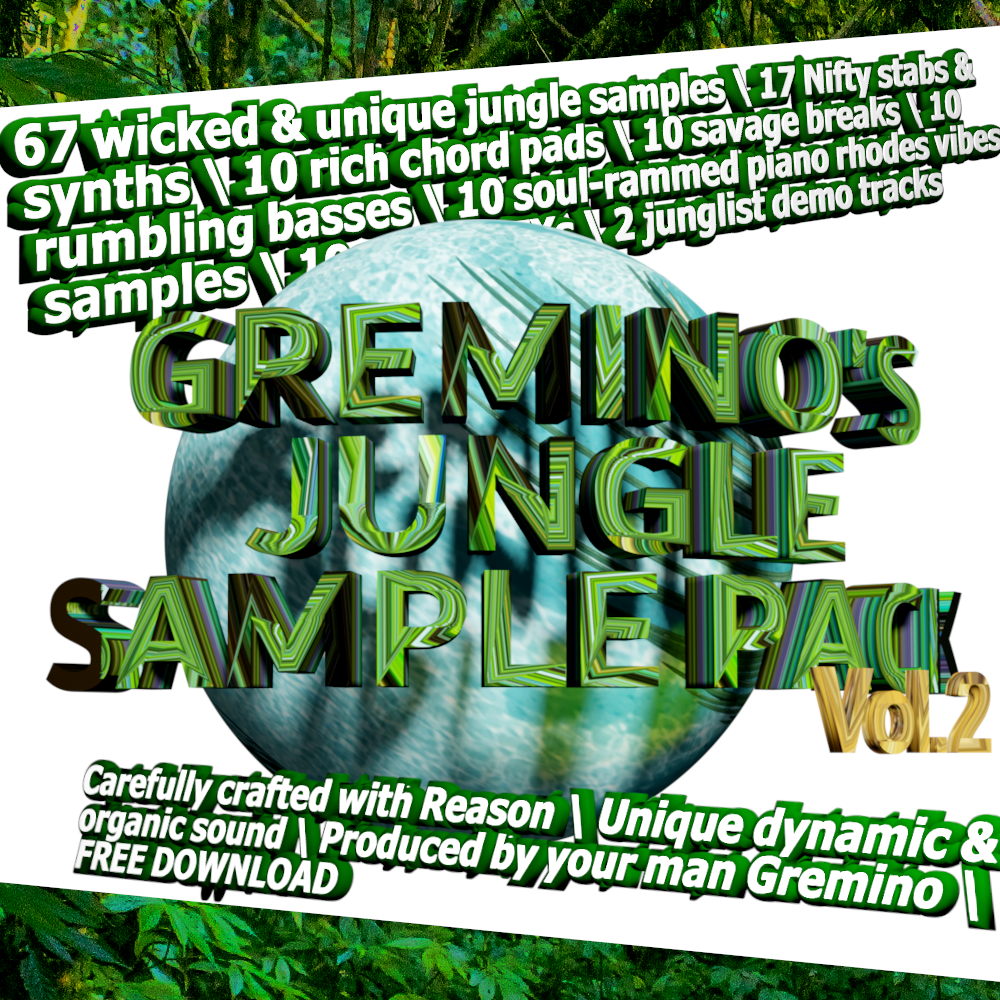 67 wicked & unique jungle samples \ 17 Nifty stabs &
synths \ 10 rich chord pads \ 10 savage breaks \ 10
rumbling basses \ 10 soul-rammed piano rhodes vibes
samples \ \ 2 junglist demo tracks
GREMINO'S
JUNGLE
SAMPLE PACK
Vol.2
Carefully crafted with Reason \ Unique dynamic &
organic sound \ Produced by your man Gremino \
FREE DOWNLOAD